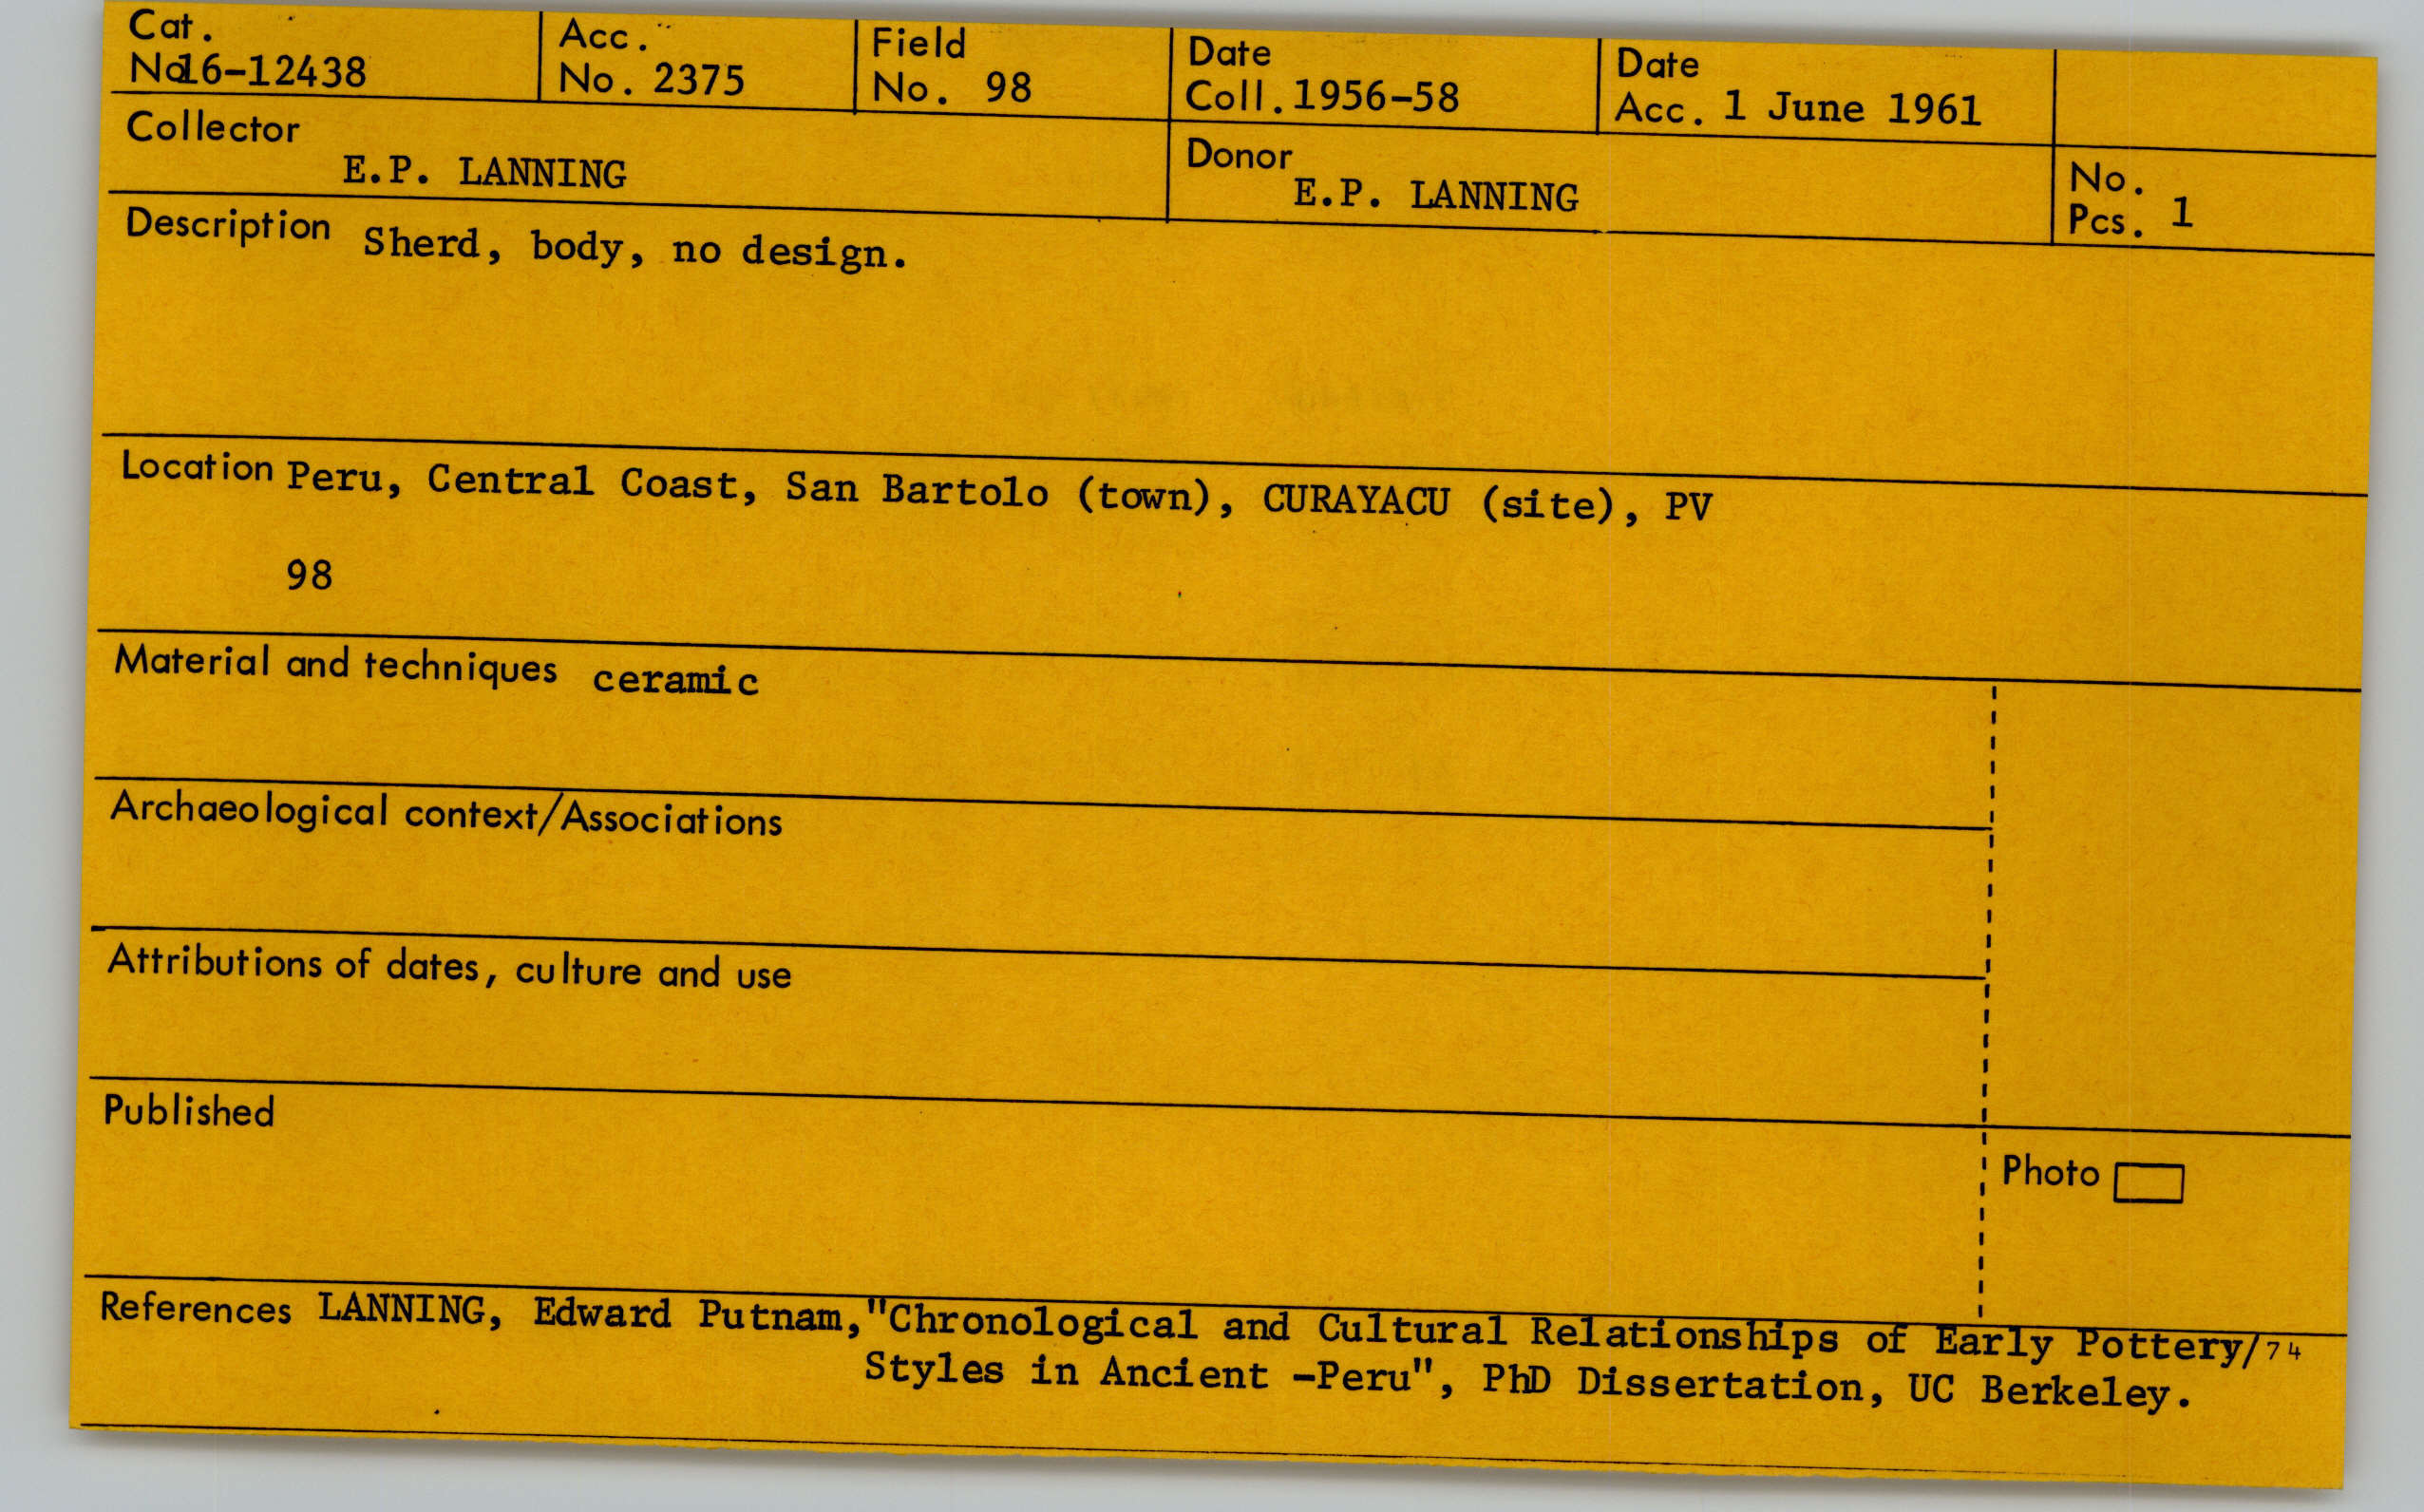 Cat. No. 16-12438
Acc. No. 2375
Field No. 98
Date Coll. 1956-58
Date Acc. 1 June 1961
Collector
E.P. LANNING
Donor
E.P. LANNING
No. Pcs. 1
Description Sherd, body, no design.
Location Peru, Central Coast, San Bartolo (town), CURAYACU (site), PV
98
Material and techniques ceramic
Archaeological context/Associations
Attributions of dates, culture and use
Published
Photo
References LANNING, Edward Putnam, "Chronological and Cultural Relationships of Early Pottery/74
Styles in Ancient -Peru", PhD Dissertation, UC Berkeley.